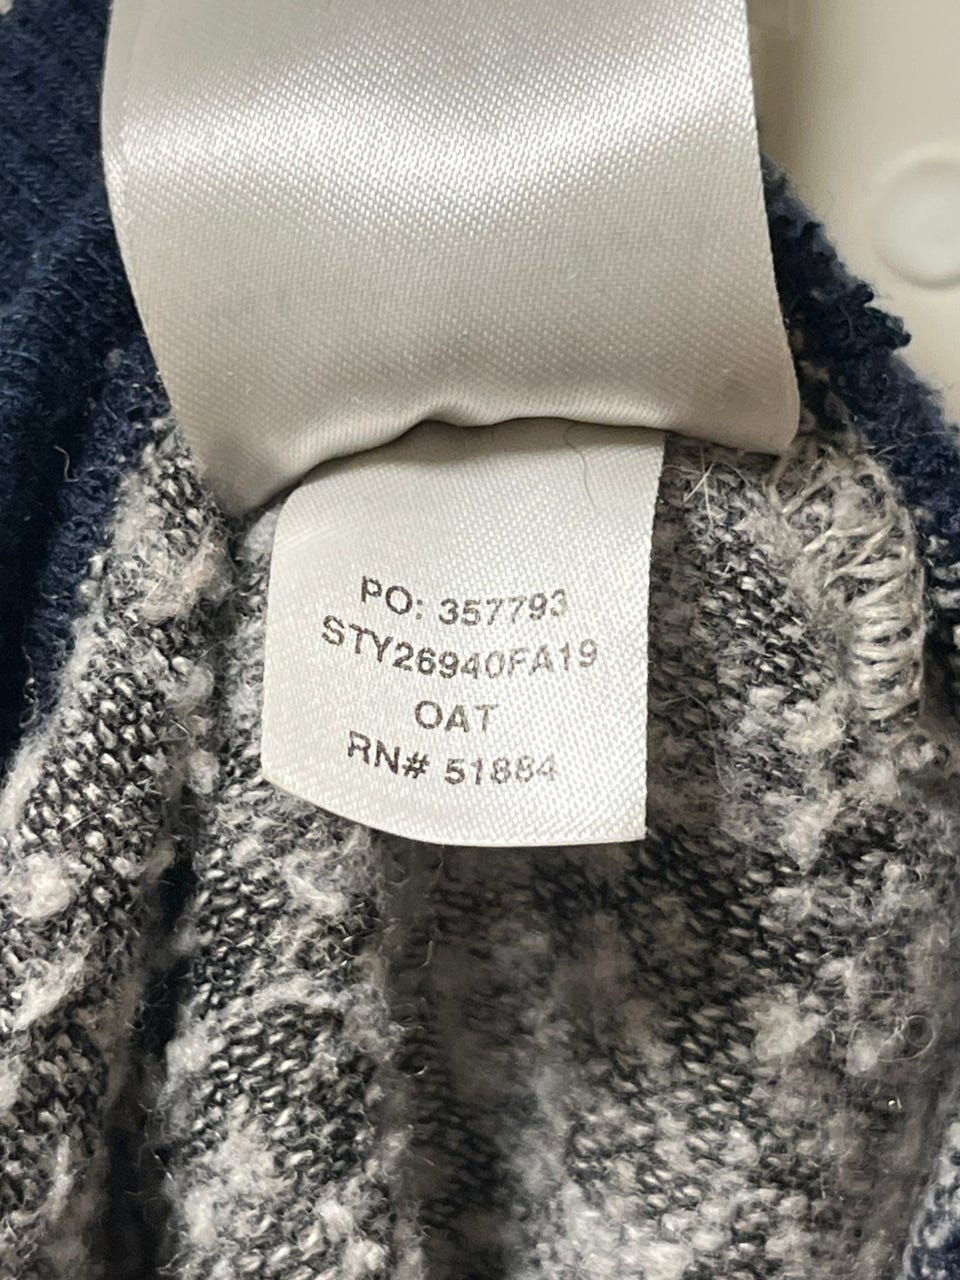 PO: 357793
STY26940FA19
OAT
RN# 51884